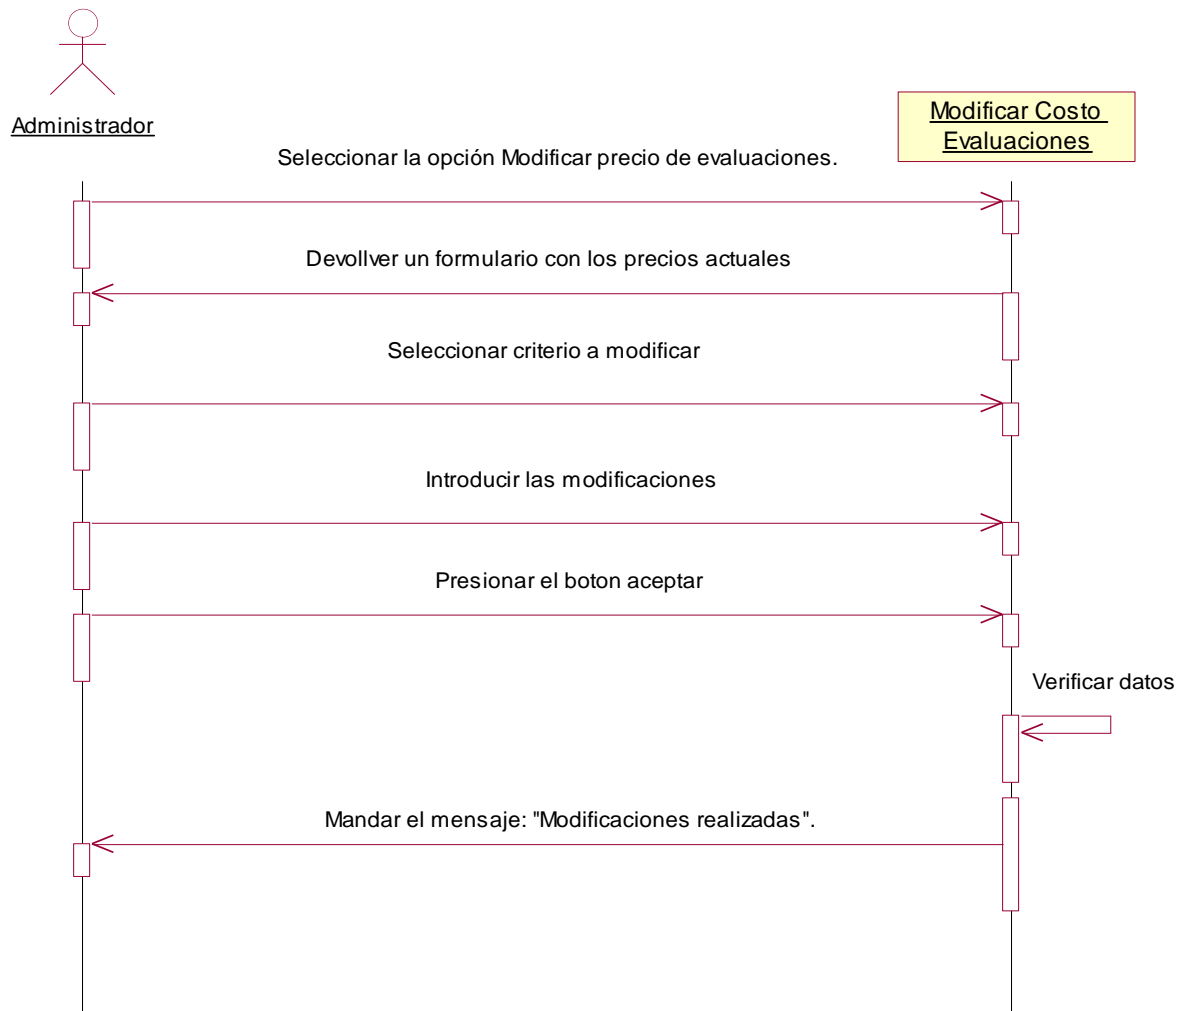 Administrador
Modificar Costo
Evaluaciones
Seleccionar la opción Modificar precio de evaluaciones.
Devollver un formulario con los precios actuales
Seleccionar criterio a modificar
Introducir las modificaciones
Presionar el boton aceptar
Verificar datos
Mandar el mensaje: "Modificaciones realizadas".